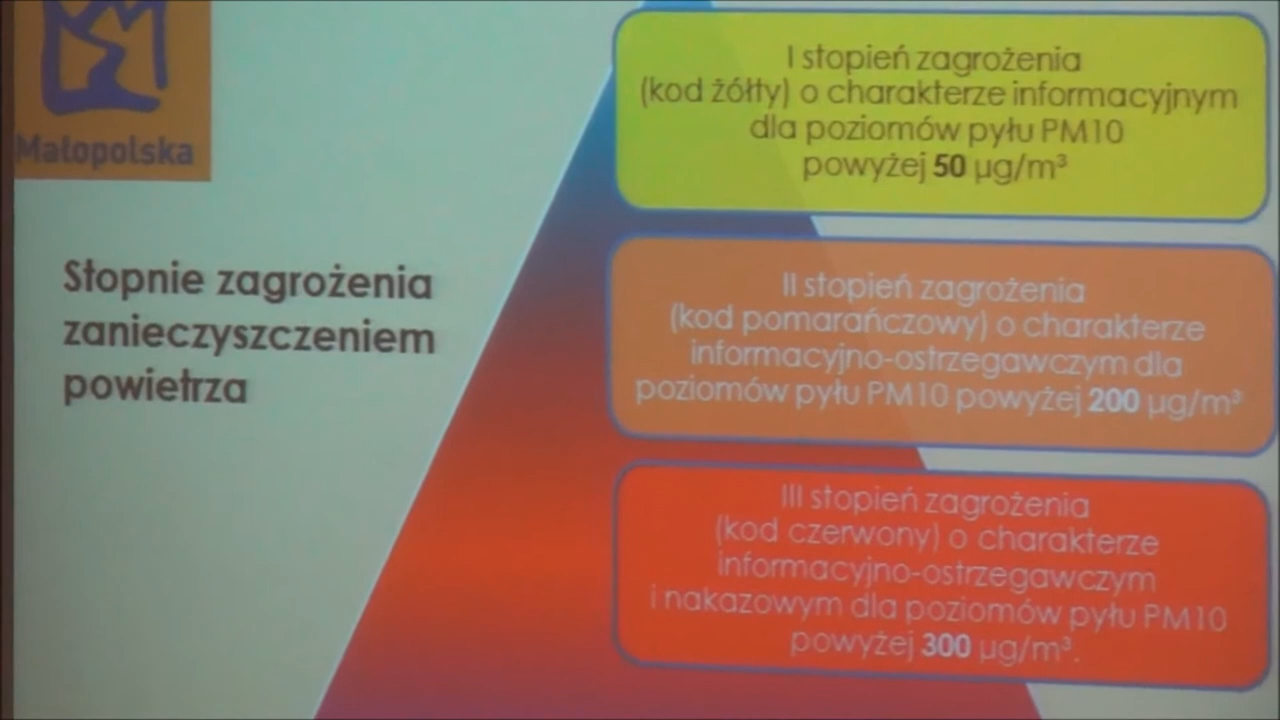 Małopolska
Stopnie zagrożenia
zanieczyszczeniem
powietrza
I stopień zagrożenia
(kod żółty) o charakterze informacyjnym
dla poziomów pyłu PM10
powyżej 50 µg/m³
II stopień zagrożenia
(kod pomarańczowy) o charakterze
informacyjno-ostrzegawczym dla
poziomów pyłu PM10 powyżej 200 µg/m³
III stopień zagrożenia
(kod czerwony) o charakterze
informacyjno-ostrzegawczym
i nakazowym dla poziomów pyłu PM10
powyżej 300 µg/m³.